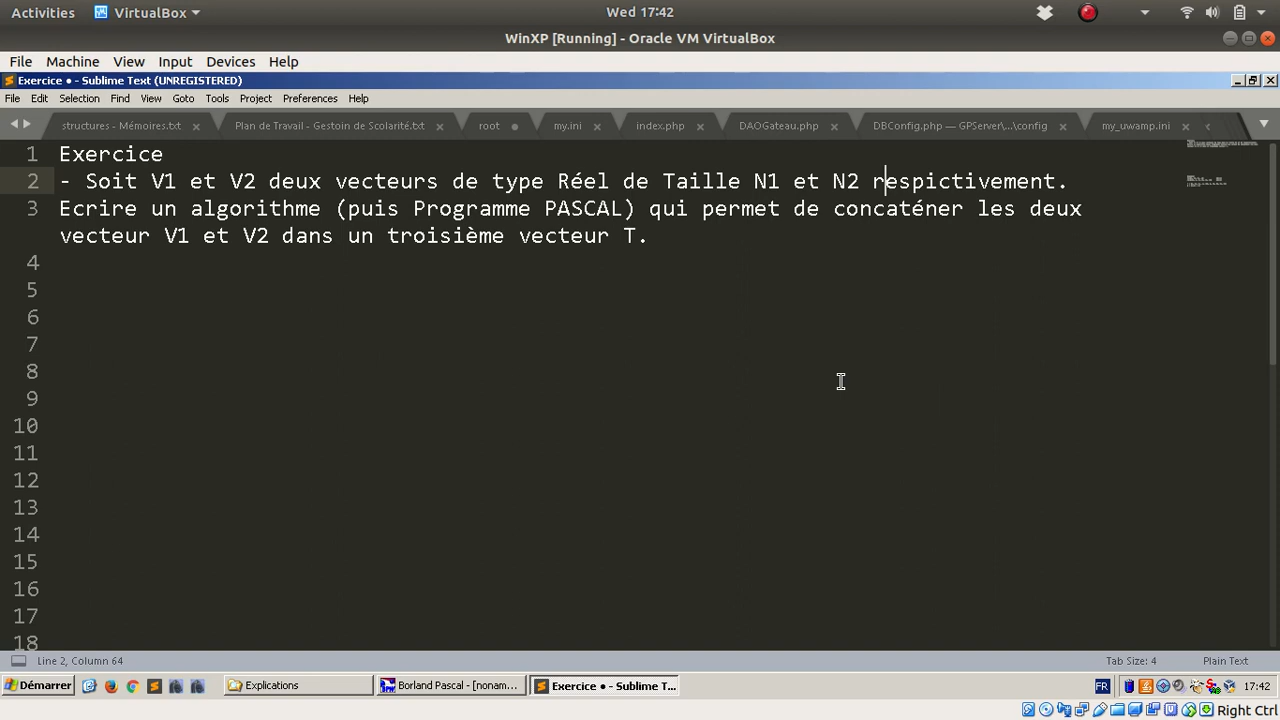 Activities VirtualBox Wed 17:42
WinXP [Running] - Oracle VM VirtualBox
File Machine View Input Devices Help
Exercice • - Sublime Text (UNREGISTERED)
File Edit Selection Find View Goto Tools Project Preferences Help
structures - Mémoires.txt Plan de Travail - Gestoin de Scolarité.txt root my.ini index.php DAOGateau.php DBConfig.php — GPServer\...\config my_uwamp.ini
1 Exercice
2 - Soit V1 et V2 deux vecteurs de type Réel de Taille N1 et N2 respictivement.
3 Ecrire un algorithme (puis Programme PASCAL) qui permet de concaténer les deux
vecteur V1 et V2 dans un troisième vecteur T.
4
5
6
7
8
9
10
11
12
13
14
15
16
17
18
Line 2, Column 64 Tab Size: 4 Plain Text
Démarrer Explications Borland Pascal - [nonam... Exercice • - Sublime T... FR 17:42
Right Ctrl